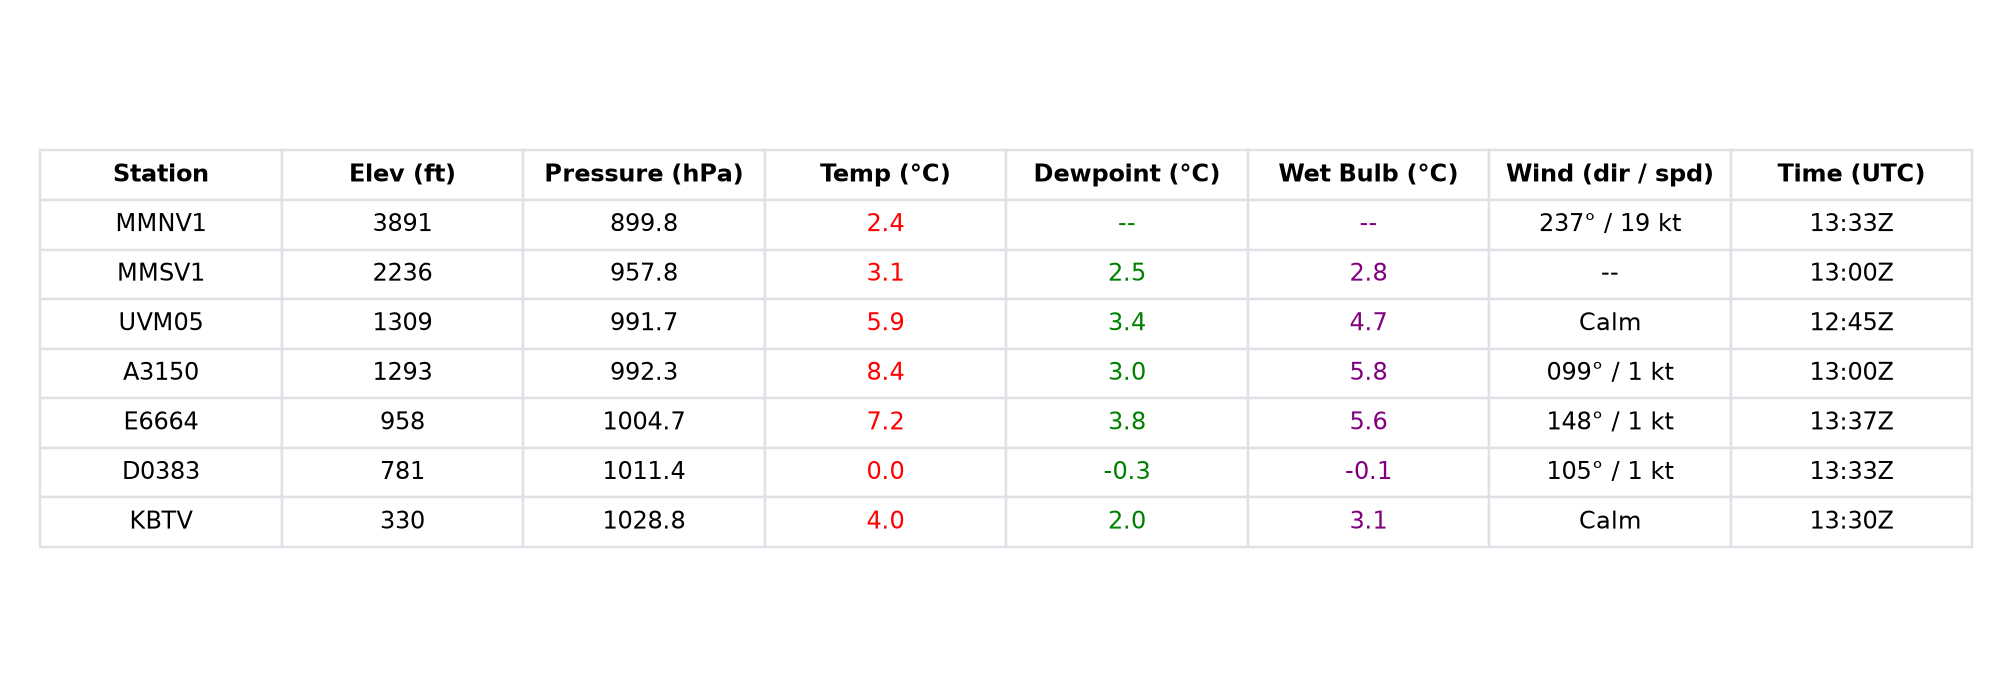 Station Elev (ft) Pressure (hPa) Temp (°C) Dewpoint (°C) Wet Bulb (°C) Wind (dir / spd) Time (UTC)
MMNV1 3891 899.8 2.4 -- -- 237° / 19 kt 13:33Z
MMSV1 2236 957.8 3.1 2.5 2.8 -- 13:00Z
UVM05 1309 991.7 5.9 3.4 4.7 Calm 12:45Z
A3150 1293 992.3 8.4 3.0 5.8 099° / 1 kt 13:00Z
E6664 958 1004.7 7.2 3.8 5.6 148° / 1 kt 13:37Z
D0383 781 1011.4 0.0 -0.3 -0.1 105° / 1 kt 13:33Z
KBTV 330 1028.8 4.0 2.0 3.1 Calm 13:30Z